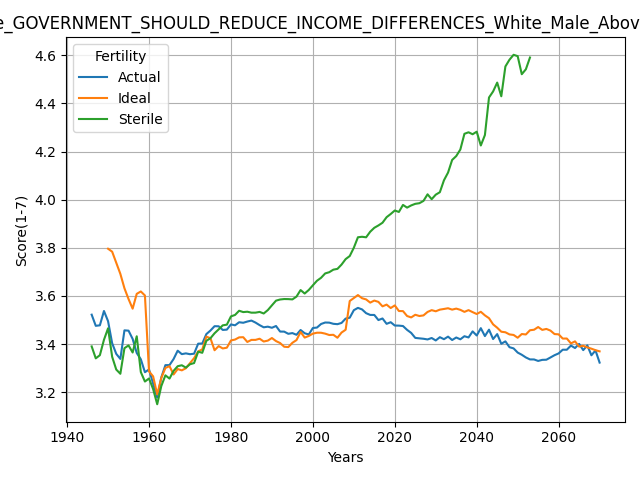 GOVERNMENT_SHOULD_REDUCE_INCOME_DIFFERENCES_White_Male_
Fertility
Actual
Ideal
Sterile
Score(1-7)
4.6
4.4
4.2
4.0
3.8
3.6
3.4
3.2
1940 1960 1980 2000 2020 2040 2060
Years